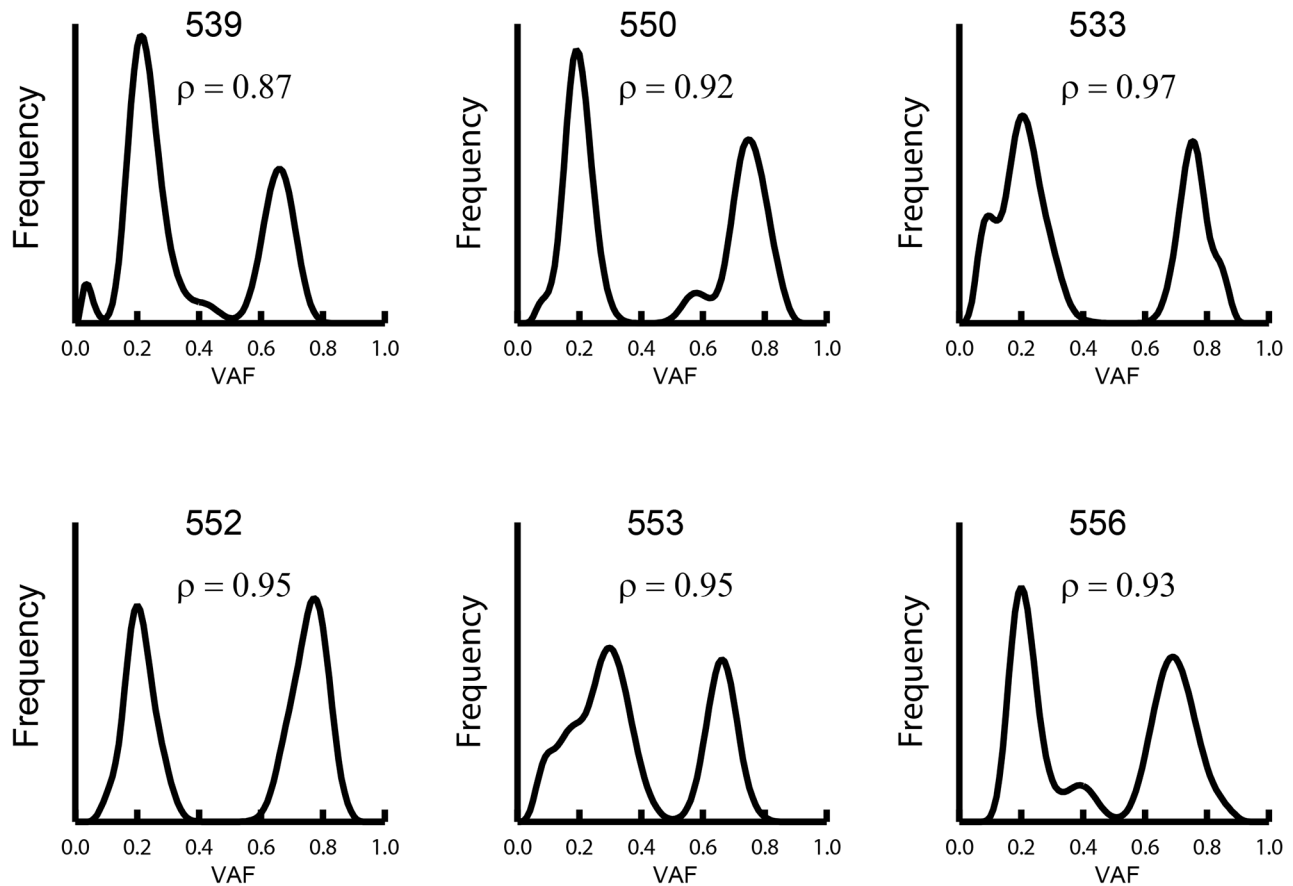 539
ρ = 0.87
Frequency
0.0 0.2 0.4 0.6 0.8 1.0
VAF
550
ρ = 0.92
Frequency
0.0 0.2 0.4 0.6 0.8 1.0
VAF
533
ρ = 0.97
Frequency
0.0 0.2 0.4 0.6 0.8 1.0
VAF
552
ρ = 0.95
Frequency
0.0 0.2 0.4 0.6 0.8 1.0
VAF
553
ρ = 0.95
Frequency
0.0 0.2 0.4 0.6 0.8 1.0
VAF
556
ρ = 0.93
Frequency
0.0 0.2 0.4 0.6 0.8 1.0
VAF